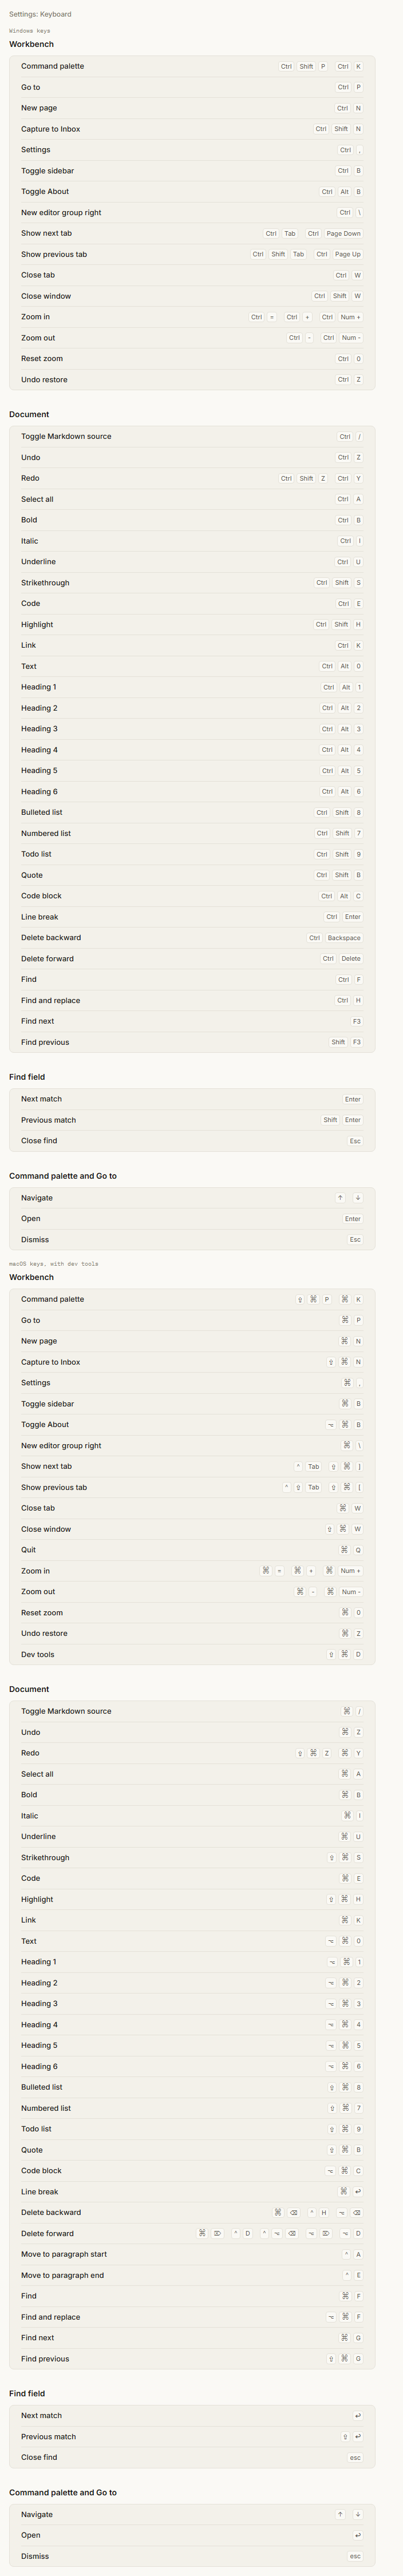 Settings: Keyboard
Windows keys
Workbench
Command palette Ctrl Shift P Ctrl K
Go to Ctrl P
New page Ctrl N
Capture to Inbox Ctrl Shift N
Settings Ctrl ,
Toggle sidebar Ctrl B
Toggle About Ctrl Alt B
New editor group right Ctrl \
Show next tab Ctrl Tab Ctrl Page Down
Show previous tab Ctrl Shift Tab Ctrl Page Up
Close tab Ctrl W
Close window Ctrl Shift W
Zoom in Ctrl = Ctrl + Ctrl Num +
Zoom out Ctrl - Ctrl Num -
Reset zoom Ctrl 0
Undo restore Ctrl Z
Document
Toggle Markdown source Ctrl /
Undo Ctrl Z
Redo Ctrl Shift Z Ctrl Y
Select all Ctrl A
Bold Ctrl B
Italic Ctrl I
Underline Ctrl U
Strikethrough Ctrl Shift S
Code Ctrl E
Highlight Ctrl Shift H
Link Ctrl K
Text Ctrl Alt 0
Heading 1 Ctrl Alt 1
Heading 2 Ctrl Alt 2
Heading 3 Ctrl Alt 3
Heading 4 Ctrl Alt 4
Heading 5 Ctrl Alt 5
Heading 6 Ctrl Alt 6
Bulleted list Ctrl Shift 8
Numbered list Ctrl Shift 7
Todo list Ctrl Shift 9
Quote Ctrl Shift B
Code block Ctrl Alt C
Line break Ctrl Enter
Delete backward Ctrl Backspace
Delete forward Ctrl Delete
Find Ctrl F
Find and replace Ctrl H
Find next F3
Find previous Shift F3
Find field
Next match Enter
Previous match Shift Enter
Close find Esc
Command palette and Go to
Navigate ↑ ↓
Open Enter
Dismiss Esc
macOS keys, with dev tools
Workbench
Command palette ⇧ ⌘ P ⌘ K
Go to ⌘ P
New page ⌘ N
Capture to Inbox ⇧ ⌘ N
Settings ⌘ ,
Toggle sidebar ⌘ B
Toggle About ⌥ ⌘ B
New editor group right ⌘ \
Show next tab ⌃ Tab ⇧ ⌘ ]
Show previous tab ⌃ ⇧ Tab ⇧ ⌘ [
Close tab ⌘ W
Close window ⇧ ⌘ W
Quit ⌘ Q
Zoom in ⌘ = ⌘ + ⌘ Num +
Zoom out ⌘ - ⌘ Num -
Reset zoom ⌘ 0
Undo restore ⌘ Z
Dev tools ⇧ ⌘ D
Document
Toggle Markdown source ⌘ /
Undo ⌘ Z
Redo ⇧ ⌘ Z ⌘ Y
Select all ⌘ A
Bold ⌘ B
Italic ⌘ I
Underline ⌘ U
Strikethrough ⇧ ⌘ S
Code ⌘ E
Highlight ⇧ ⌘ H
Link ⌘ K
Text ⌥ ⌘ 0
Heading 1 ⌥ ⌘ 1
Heading 2 ⌥ ⌘ 2
Heading 3 ⌥ ⌘ 3
Heading 4 ⌥ ⌘ 4
Heading 5 ⌥ ⌘ 5
Heading 6 ⌥ ⌘ 6
Bulleted list ⇧ ⌘ 8
Numbered list ⇧ ⌘ 7
Todo list ⇧ ⌘ 9
Quote ⇧ ⌘ B
Code block ⌥ ⌘ C
Line break ⌘ ↩
Delete backward ⌘ ⌫ ⌃ H ⌥ ⌫
Delete forward ⌘ ⌦ ⌃ D ⌃ ⌥ ⌫ ⌥ ⌦ ⌥ D
Move to paragraph start ⌃ A
Move to paragraph end ⌃ E
Find ⌘ F
Find and replace ⌥ ⌘ F
Find next ⌘ G
Find previous ⇧ ⌘ G
Find field
Next match ↩
Previous match ⇧ ↩
Close find esc
Command palette and Go to
Navigate ↑ ↓
Open ↩
Dismiss esc